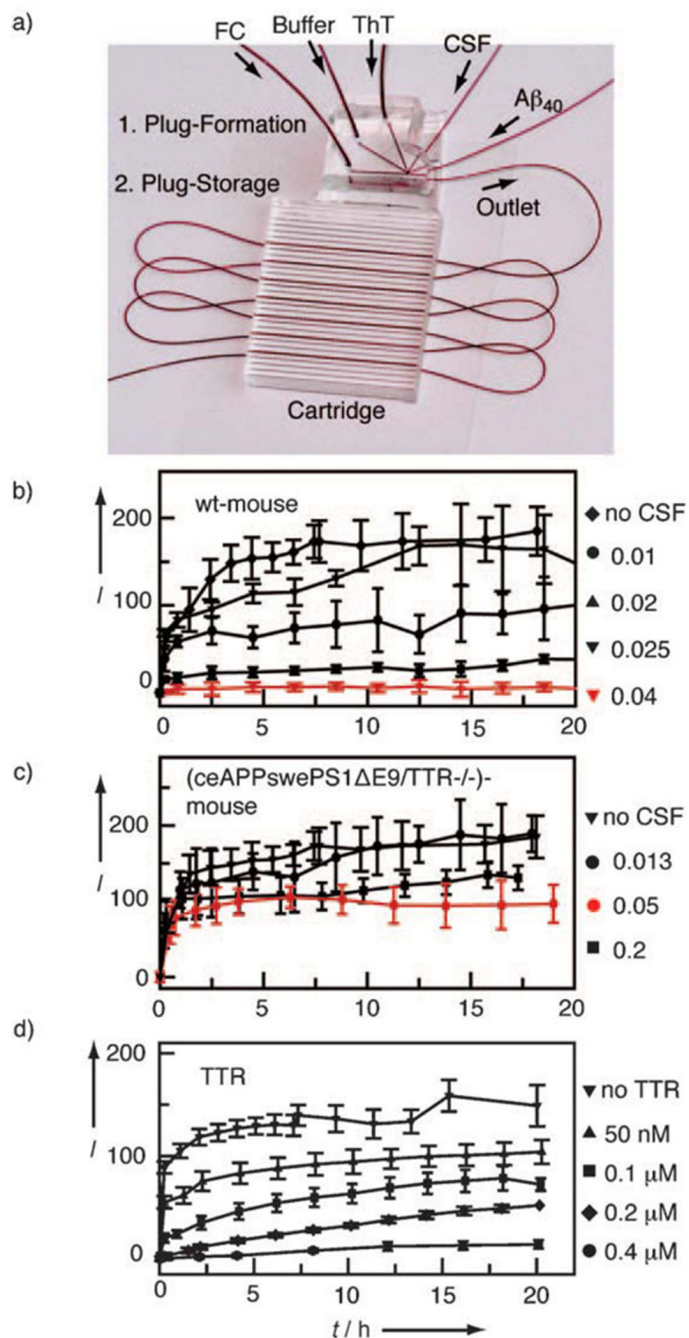 a)
FC
Buffer
ThT
CSF
Aβ40
1. Plug-Formation
2. Plug-Storage
Outlet
Cartridge
b)
wt-mouse
200
100
0
I
5
10
15
20
no CSF
0.01
0.02
0.025
0.04
c)
(ceAPPswePS1ΔE9/TTR-/-)-
mouse
200
100
0
I
0
5
10
15
20
no CSF
0.013
0.05
0.2
d)
TTR
200
100
0
I
0
5
10
15
20
no TTR
50 nM
0.1 μM
0.2 μM
0.4 μM
t / h